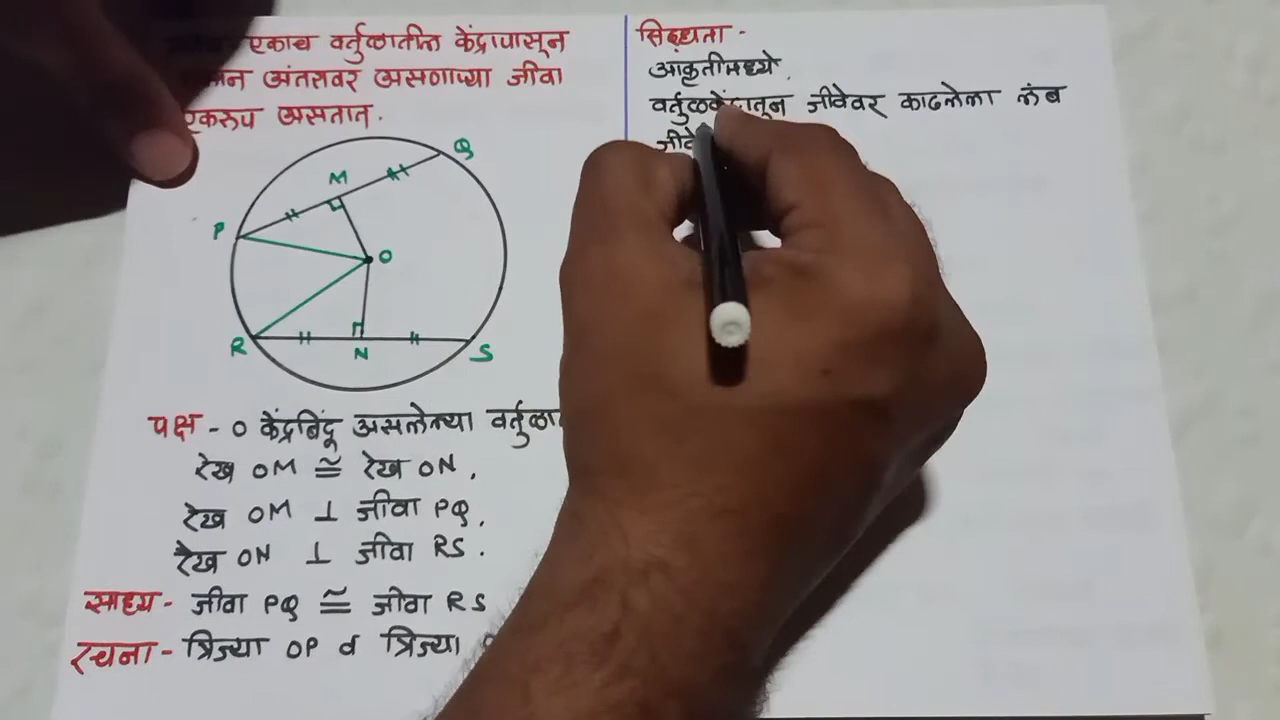 एकाच वर्तुळातील केंद्रापासून
अंतरावर असणाऱ्या जीवा
एकरूप असतात.
Q
M
P
O
R
N
S
पक्ष - O केंद्रबिंदू असलेल्या
रेख OM ≅ रेख ON,
रेख OM ⊥ जीवा PQ,
रेख ON ⊥ जीवा RS.
साध्य - जीवा PQ ≅ जीवा RS
रचना - त्रिज्या OP व त्रिज्या
सिद्धता -
आकृतीमध्ये,
वर्तुळकेंद्रातून जीवेवर काढलेला लंब